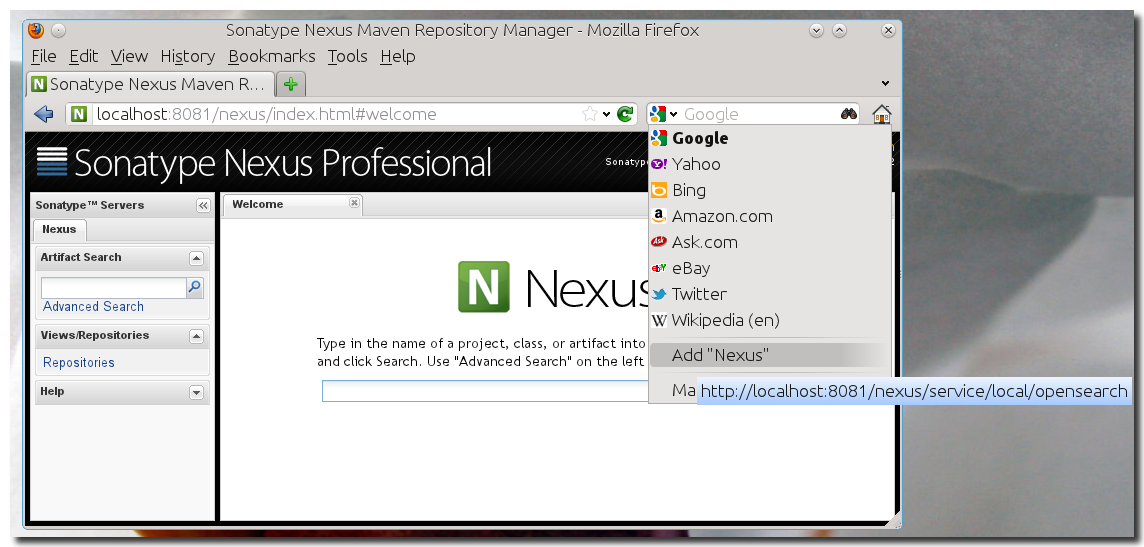 Sonatype Nexus Maven Repository Manager - Mozilla Firefox
File Edit View History Bookmarks Tools Help
Sonatype Nexus Maven R...
localhost:8081/nexus/index.html#welcome
Google
Sonatype Nexus Professional
Google
Yahoo
Bing
Amazon.com
Ask.com
eBay
Twitter
Wikipedia (en)
Add "Nexus"
http://localhost:8081/nexus/service/local/opensearch
Sonatype™ Servers
Nexus
Artifact Search
Advanced Search
Views/Repositories
Repositories
Help
Welcome
Nexus
Type in the name of a project, class, or artifact into
and click Search. Use "Advanced Search" on the left